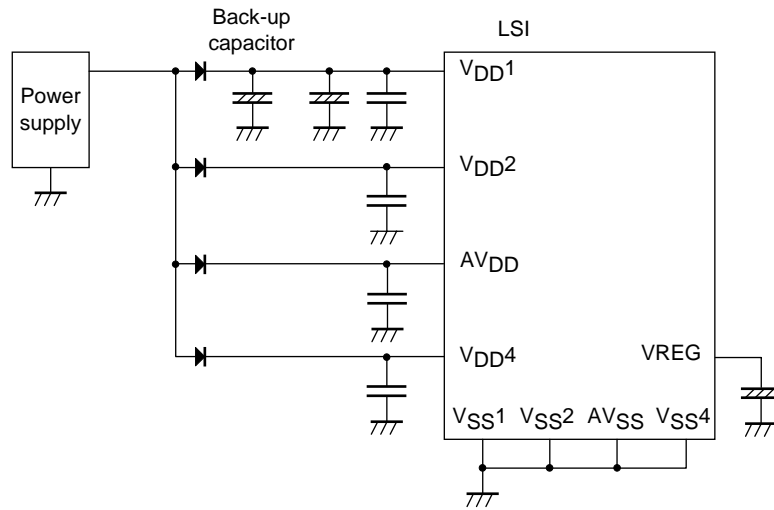 Back-up
capacitor
LSI
Power
supply
VDD1
VDD2
AVDD
VDD4
VREG
VSS1 VSS2 AVSS VSS4